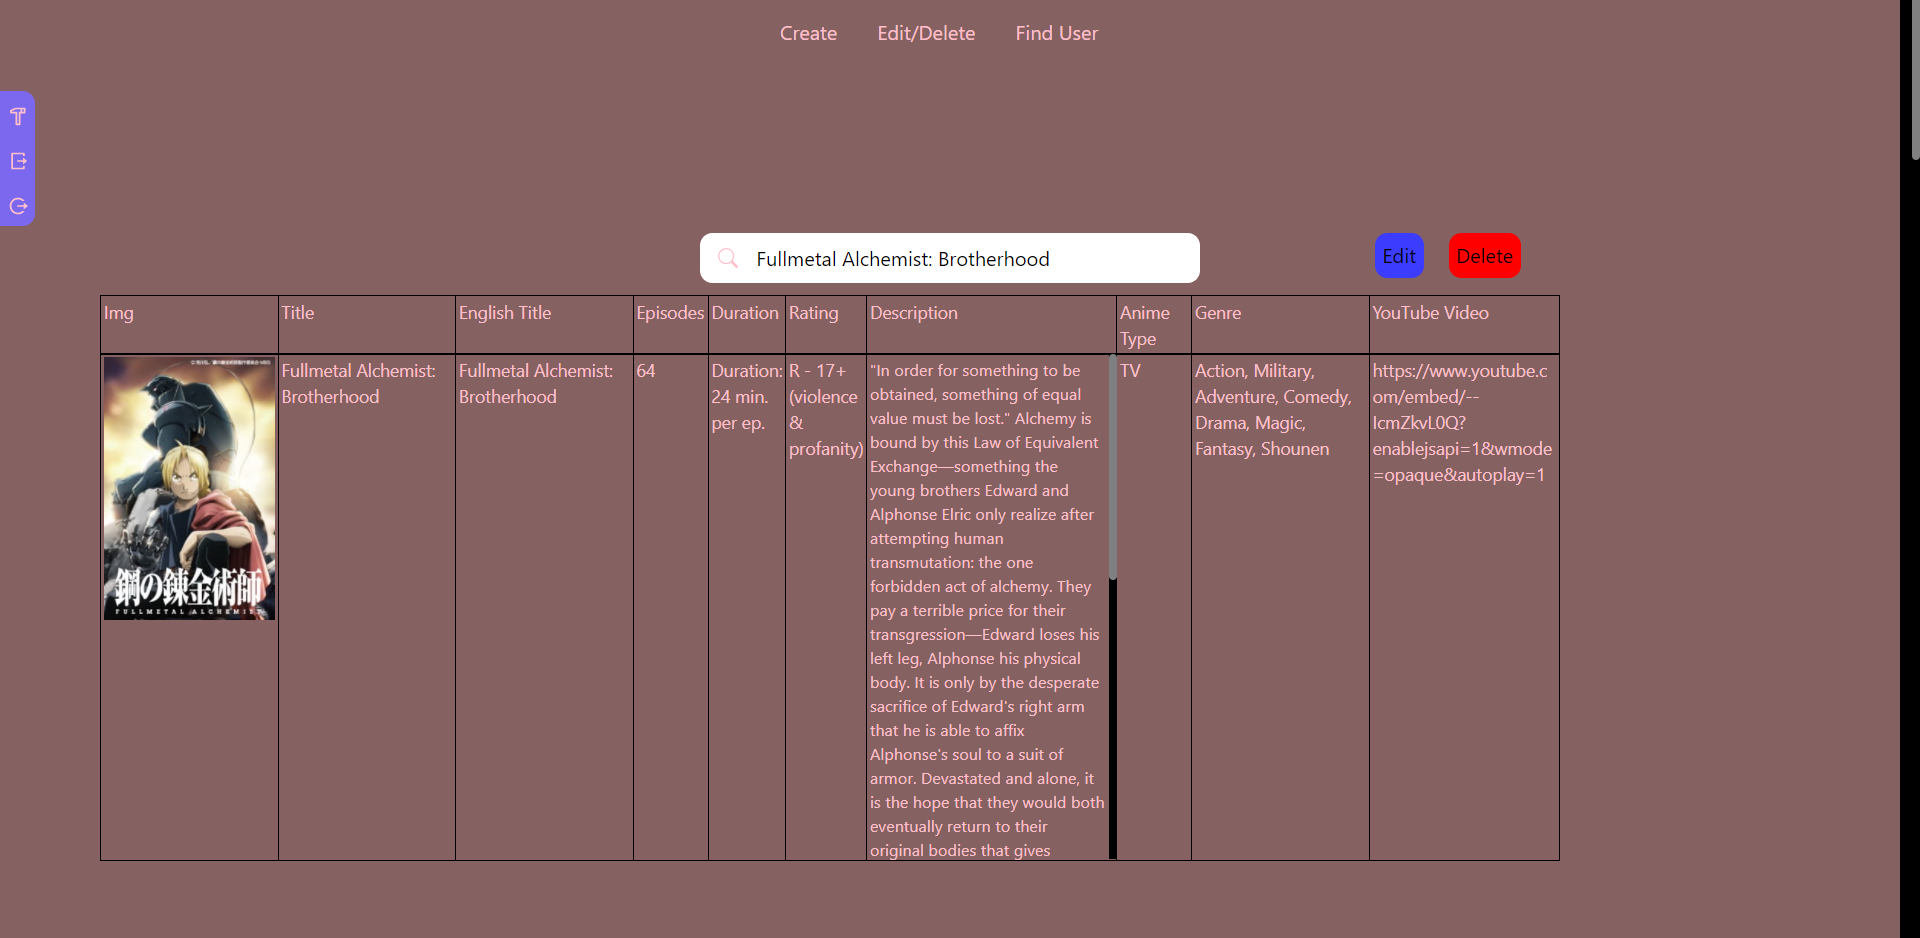 Create Edit/Delete Find User
Fullmetal Alchemist: Brotherhood
Edit Delete
Img
Title
English Title
Episodes
Duration
Rating
Description
Anime
Type
Genre
YouTube Video
鋼の錬金術師
FULLMETAL ALCHEMIST
Fullmetal Alchemist:
Brotherhood
Fullmetal Alchemist:
Brotherhood
64
Duration:
24 min.
per ep.
R - 17+
(violence
&
profanity)
"In order for something to be
obtained, something of equal
value must be lost." Alchemy is
bound by this Law of Equivalent
Exchange—something the
young brothers Edward and
Alphonse Elric only realize after
attempting human
transmutation: the one
forbidden act of alchemy. They
pay a terrible price for their
transgression—Edward loses his
left leg, Alphonse his physical
body. It is only by the desperate
sacrifice of Edward's right arm
that he is able to affix
Alphonse's soul to a suit of
armor. Devastated and alone, it
is the hope that they would both
eventually return to their
original bodies that gives
TV
Action, Military,
Adventure, Comedy,
Drama, Magic,
Fantasy, Shounen
https://www.youtube.c
om/embed/--
IcmZkvL0Q?
enablejsapi=1&wmode
=opaque&autoplay=1